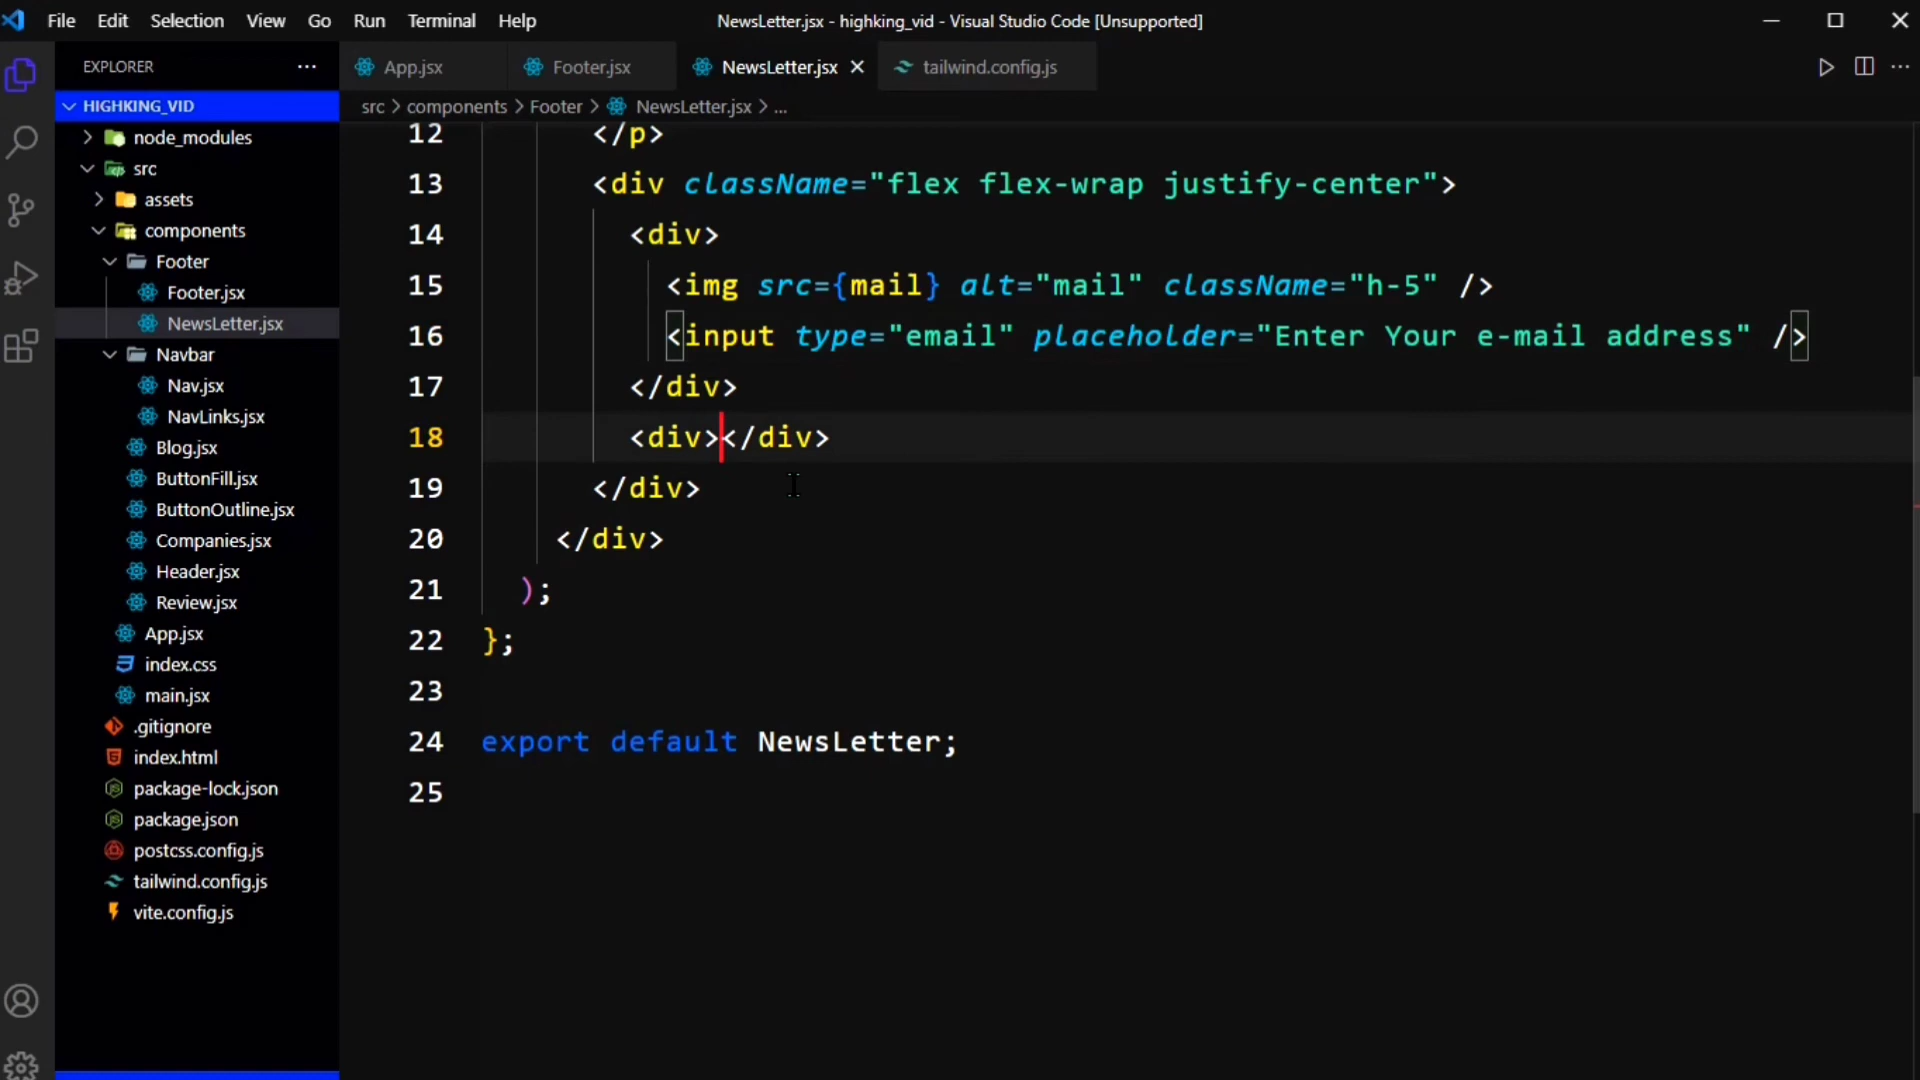 File Edit Selection View Go Run Terminal Help
NewsLetter.jsx - highking_vid - Visual Studio Code [Unsupported]
EXPLORER ...
HIGHKING_VID
node_modules
src
assets
components
Footer
Footer.jsx
NewsLetter.jsx
Navbar
Nav.jsx
NavLinks.jsx
Blog.jsx
ButtonFill.jsx
ButtonOutline.jsx
Companies.jsx
Header.jsx
Review.jsx
App.jsx
index.css
main.jsx
.gitignore
index.html
package-lock.json
package.json
postcss.config.js
tailwind.config.js
vite.config.js
App.jsx Footer.jsx NewsLetter.jsx tailwind.config.js
src > components > Footer > NewsLetter.jsx > ...
12 </p>
13 <div className="flex flex-wrap justify-center">
14 <div>
15 <img src={mail} alt="mail" className="h-5" />
16 <input type="email" placeholder="Enter Your e-mail address" />
17 </div>
18 <div></div>
19 </div>
20 </div>
21 );
22 };
23
24 export default NewsLetter;
25